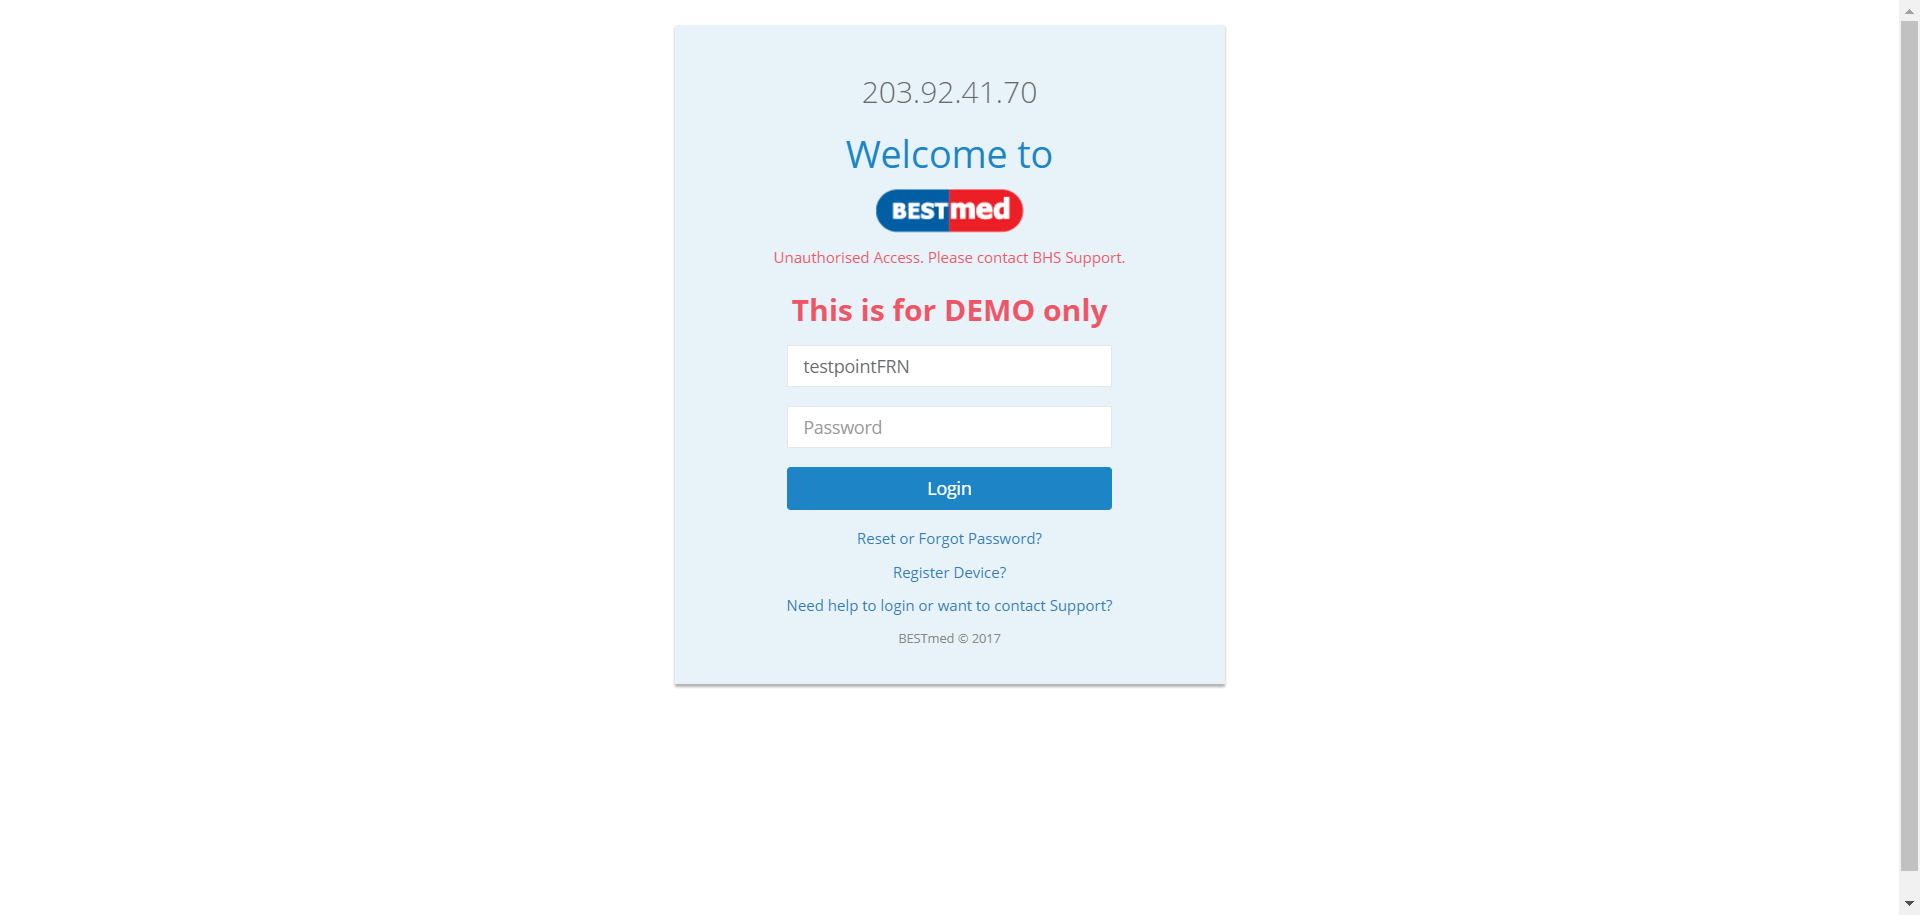 203.92.41.70
Welcome to
BESTmed
Unauthorised Access. Please contact BHS Support.
This is for DEMO only
testpointFRN
Password
Login
Reset or Forgot Password?
Register Device?
Need help to login or want to contact Support?
BESTmed © 2017